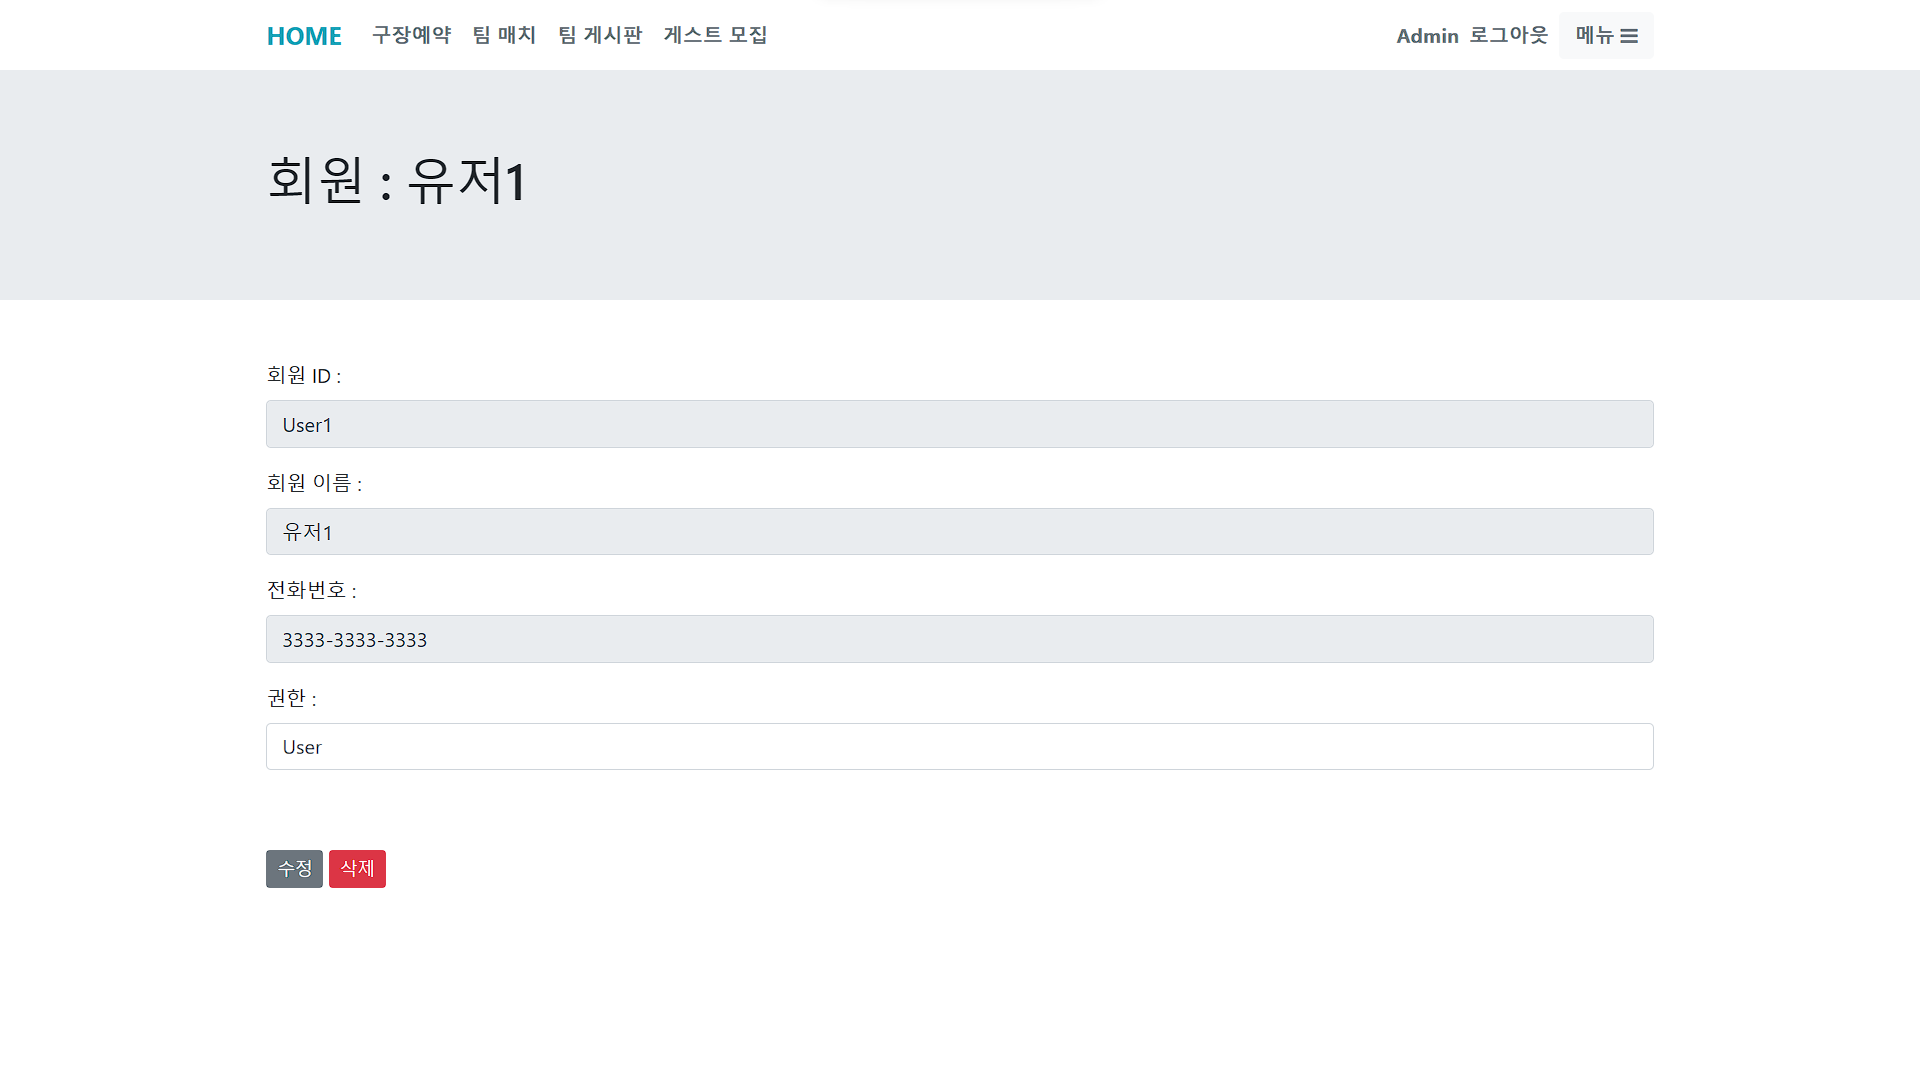 HOME 구장예약 팀 매치 팀 게시판 게스트 모집 Admin 로그아웃 메뉴
회원 : 유저1
회원 ID :
User1
회원 이름 :
유저1
전화번호 :
3333-3333-3333
권한 :
User
수정 삭제